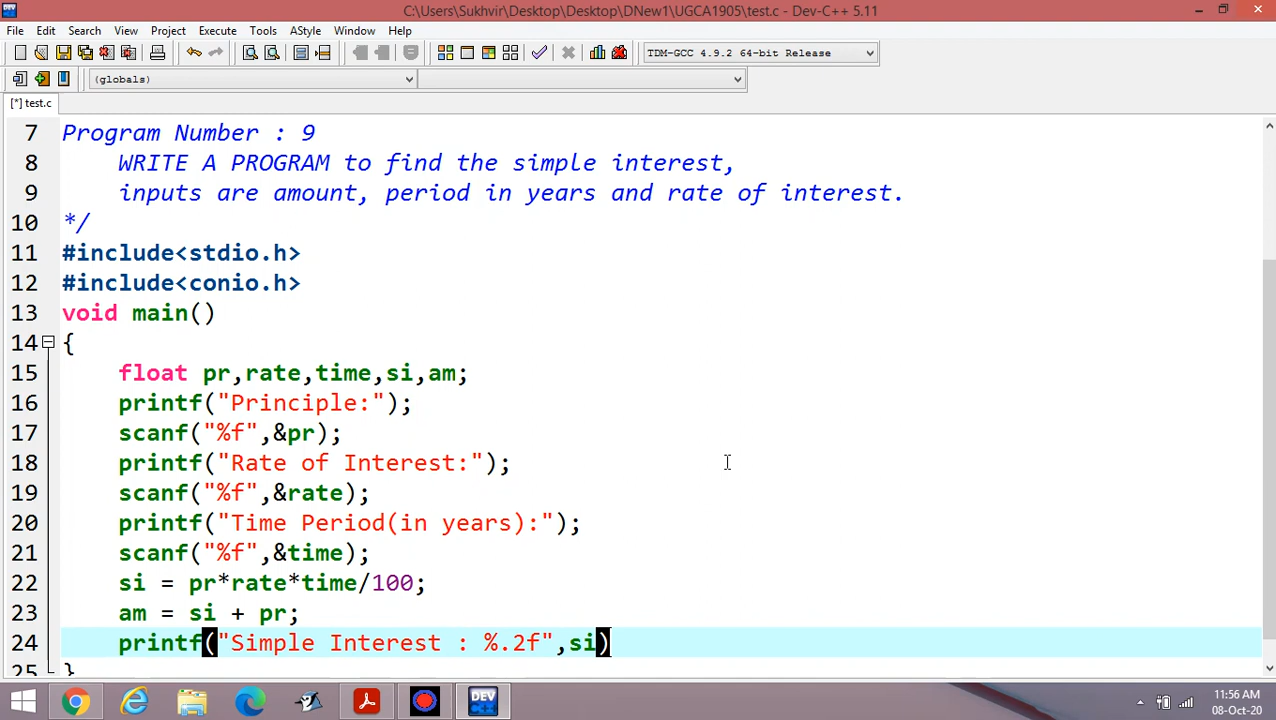 C:\Users\Sukhvir\Desktop\Desktop\DNew1\UGCA1905\test.c - Dev-C++ 5.11
File Edit Search View Project Execute Tools AStyle Window Help
TDM-GCC 4.9.2 64-bit Release
(globals)
[*] test.c
7 Program Number : 9
8 WRITE A PROGRAM to find the simple interest,
9 inputs are amount, period in years and rate of interest.
10 */
11 #include<stdio.h>
12 #include<conio.h>
13 void main()
14 {
15 float pr,rate,time,si,am;
16 printf("Principle:");
17 scanf("%f",&pr);
18 printf("Rate of Interest:");
19 scanf("%f",&rate);
20 printf("Time Period(in years):");
21 scanf("%f",&time);
22 si = pr*rate*time/100;
23 am = si + pr;
24 printf("Simple Interest : %.2f",si)
25 }
DEV
11:56 AM
08-Oct-20